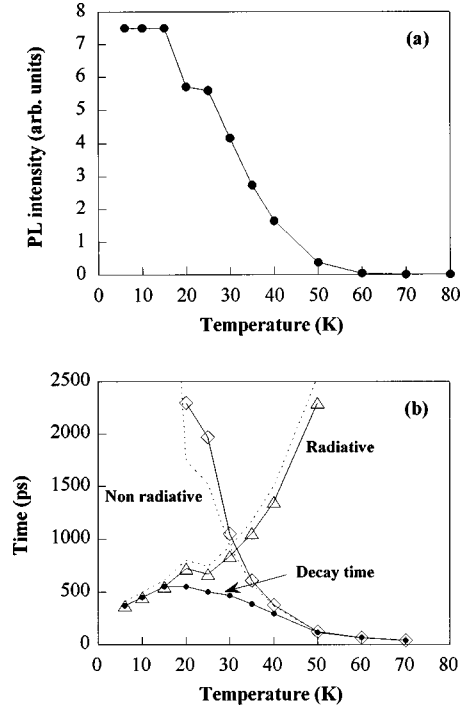 8
7
6
5
4
3
2
1
0
PL intensity (arb. units)
(a)
0 10 20 30 40 50 60 70 80
Temperature (K)
2500
2000
1500
1000
500
0
Time (ps)
(b)
Radiative
Non radiative
Decay time
0 10 20 30 40 50 60 70 80
Temperature (K)